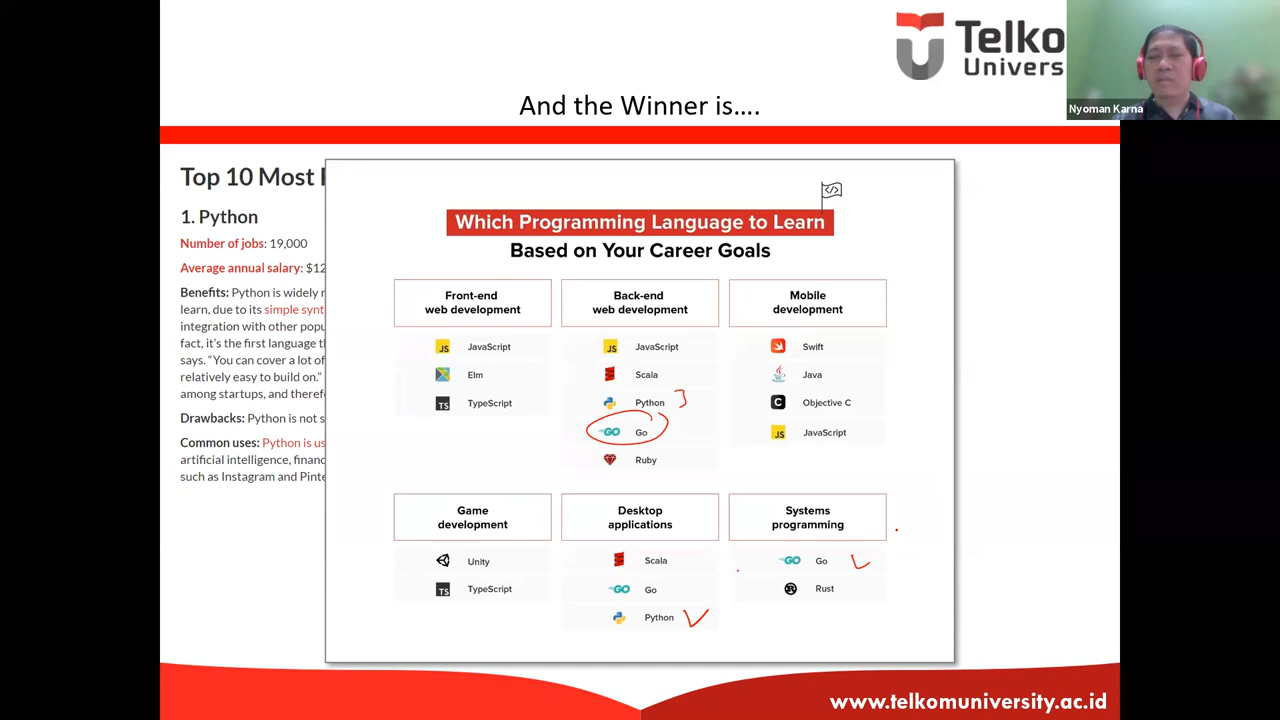 Telko
Univers
Nyoman Karna
And the Winner is....
Top 10 Most
1. Python
Number of jobs: 19,000
Average annual salary: $12
Benefits: Python is widely
learn, due to its simple synt
integration with other popu
fact, it's the first language th
says. "You can cover a lot of
relatively easy to build on."
among startups, and theref
Drawbacks: Python is not s
Common uses: Python is us
artificial intelligence, financ
such as Instagram and Pinte
</>
Which Programming Language to Learn
Based on Your Career Goals
Front-end
web development
JS JavaScript
Elm
TS TypeScript
Back-end
web development
JS JavaScript
Scala
Python
GO Go
Ruby
Mobile
development
Swift
Java
C Objective C
JS JavaScript
Game
development
Unity
TS TypeScript
Desktop
applications
Scala
GO Go
Python
Systems
programming
GO Go
Rust
www.telkomuniversity.ac.id